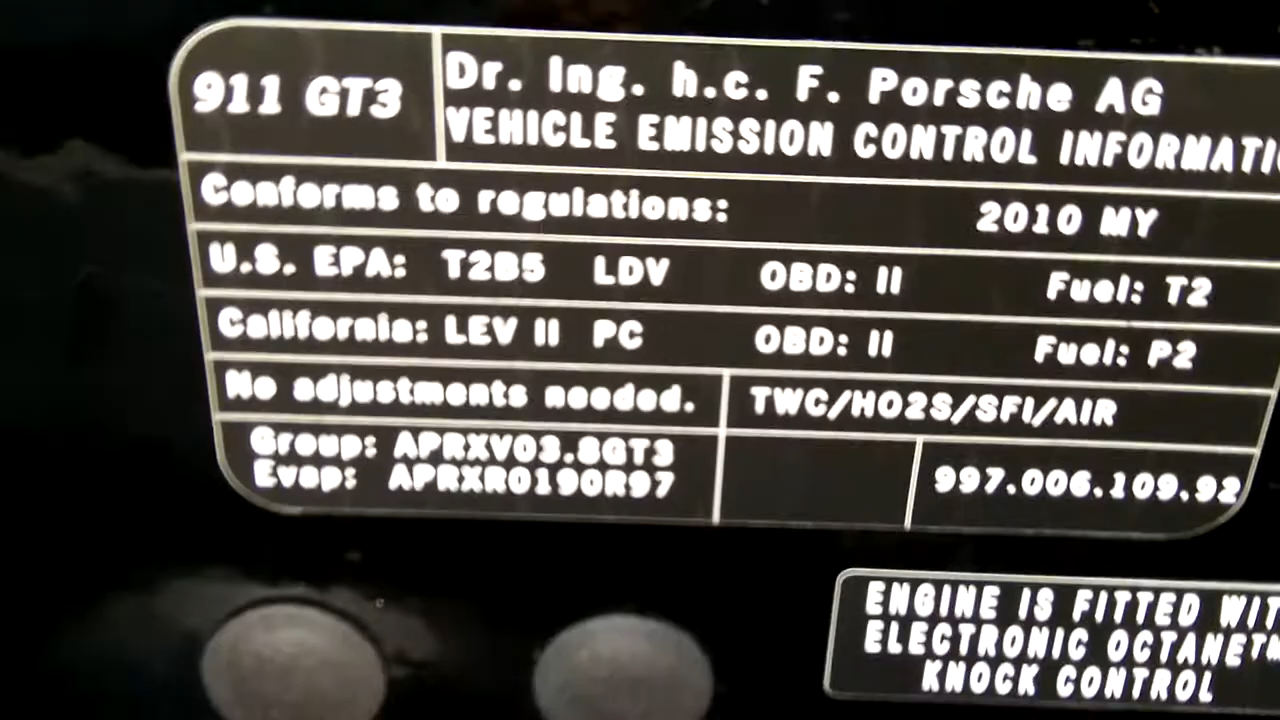 911 GT3
Dr. Ing. h.c. F. Porsche AG
VEHICLE EMISSION CONTROL INFORMATI
Conforms to regulations: 2010 MY
U.S. EPA: T2B5 LDV OBD: II Fuel: T2
California: LEV II PC OBD: II Fuel: P2
No adjustments needed. TWC/HO2S/SFI/AIR
Group: APRXV03.8GT3
Evap: APRXR0190R97
997.006.109.92
ENGINE IS FITTED WIT
ELECTRONIC OCTANE™
KNOCK CONTROL